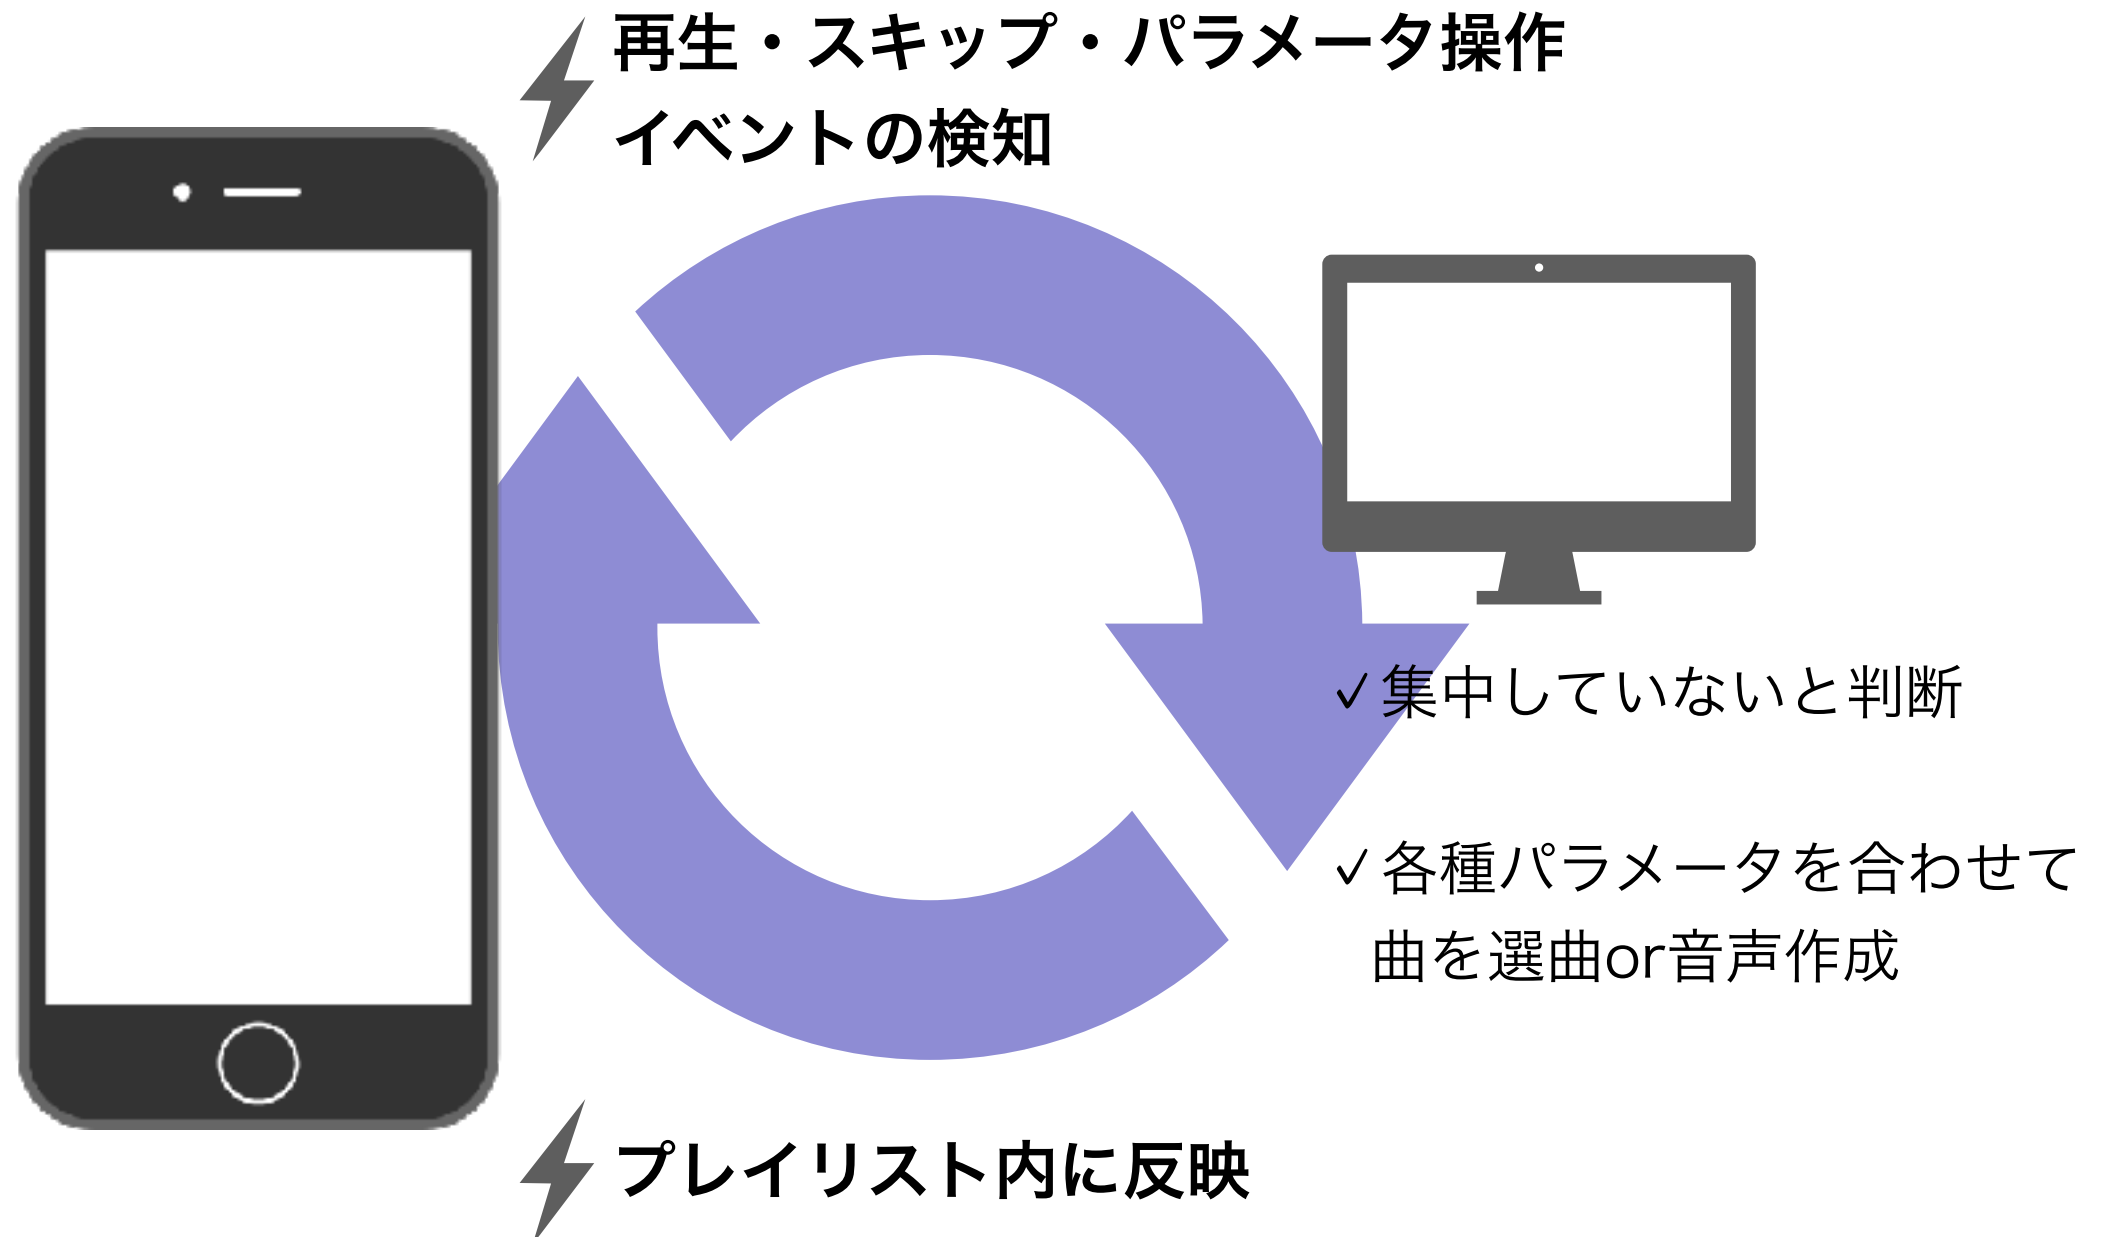 再生・スキップ・パラメータ操作
イベントの検知
✓集中していないと判断
✓各種パラメータを合わせて
曲を選曲or音声作成
プレイリスト内に反映